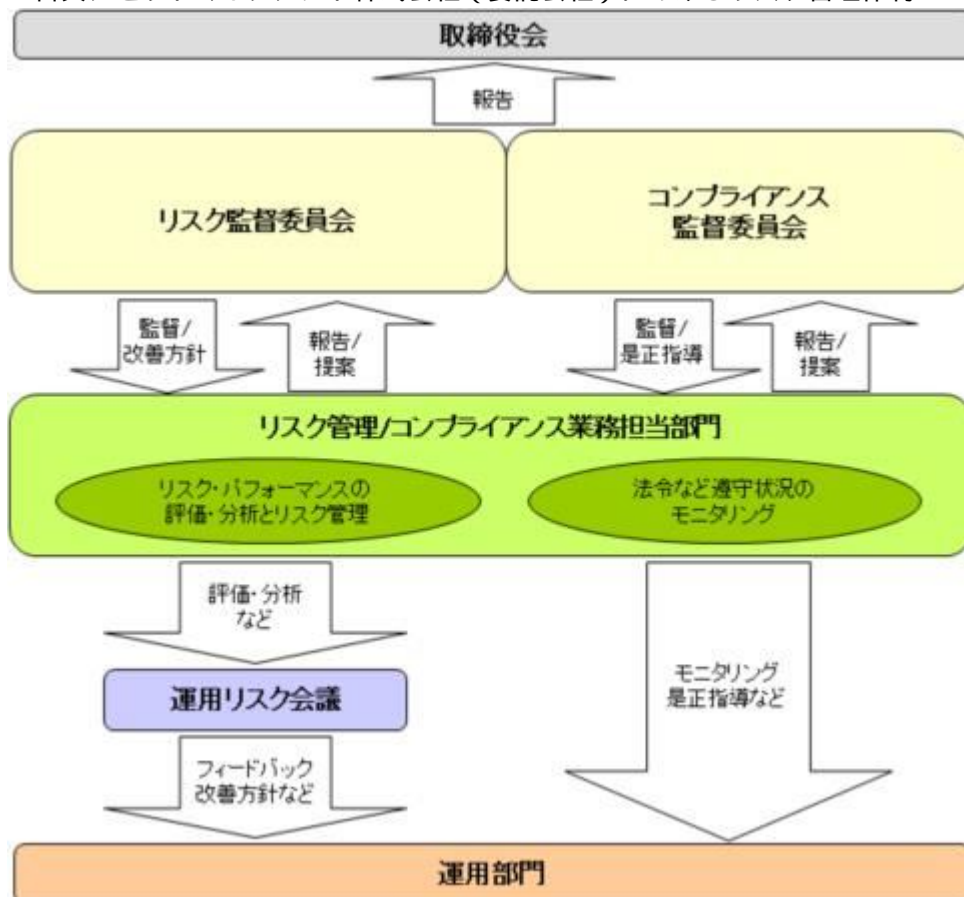 取締役会
報告
リスク監督委員会
コンプライアンス
監督委員会
監督/
改善方針
報告/
提案
監督/
是正指導
報告/
提案
リスク管理/コンプライアンス業務担当部門
リスク・パフォーマンスの
評価・分析とリスク管理
法令など遵守状況の
モニタリング
評価・分析
など
運用リスク会議
モニタリング
是正指導など
フィードバック
改善方針など
運用部門